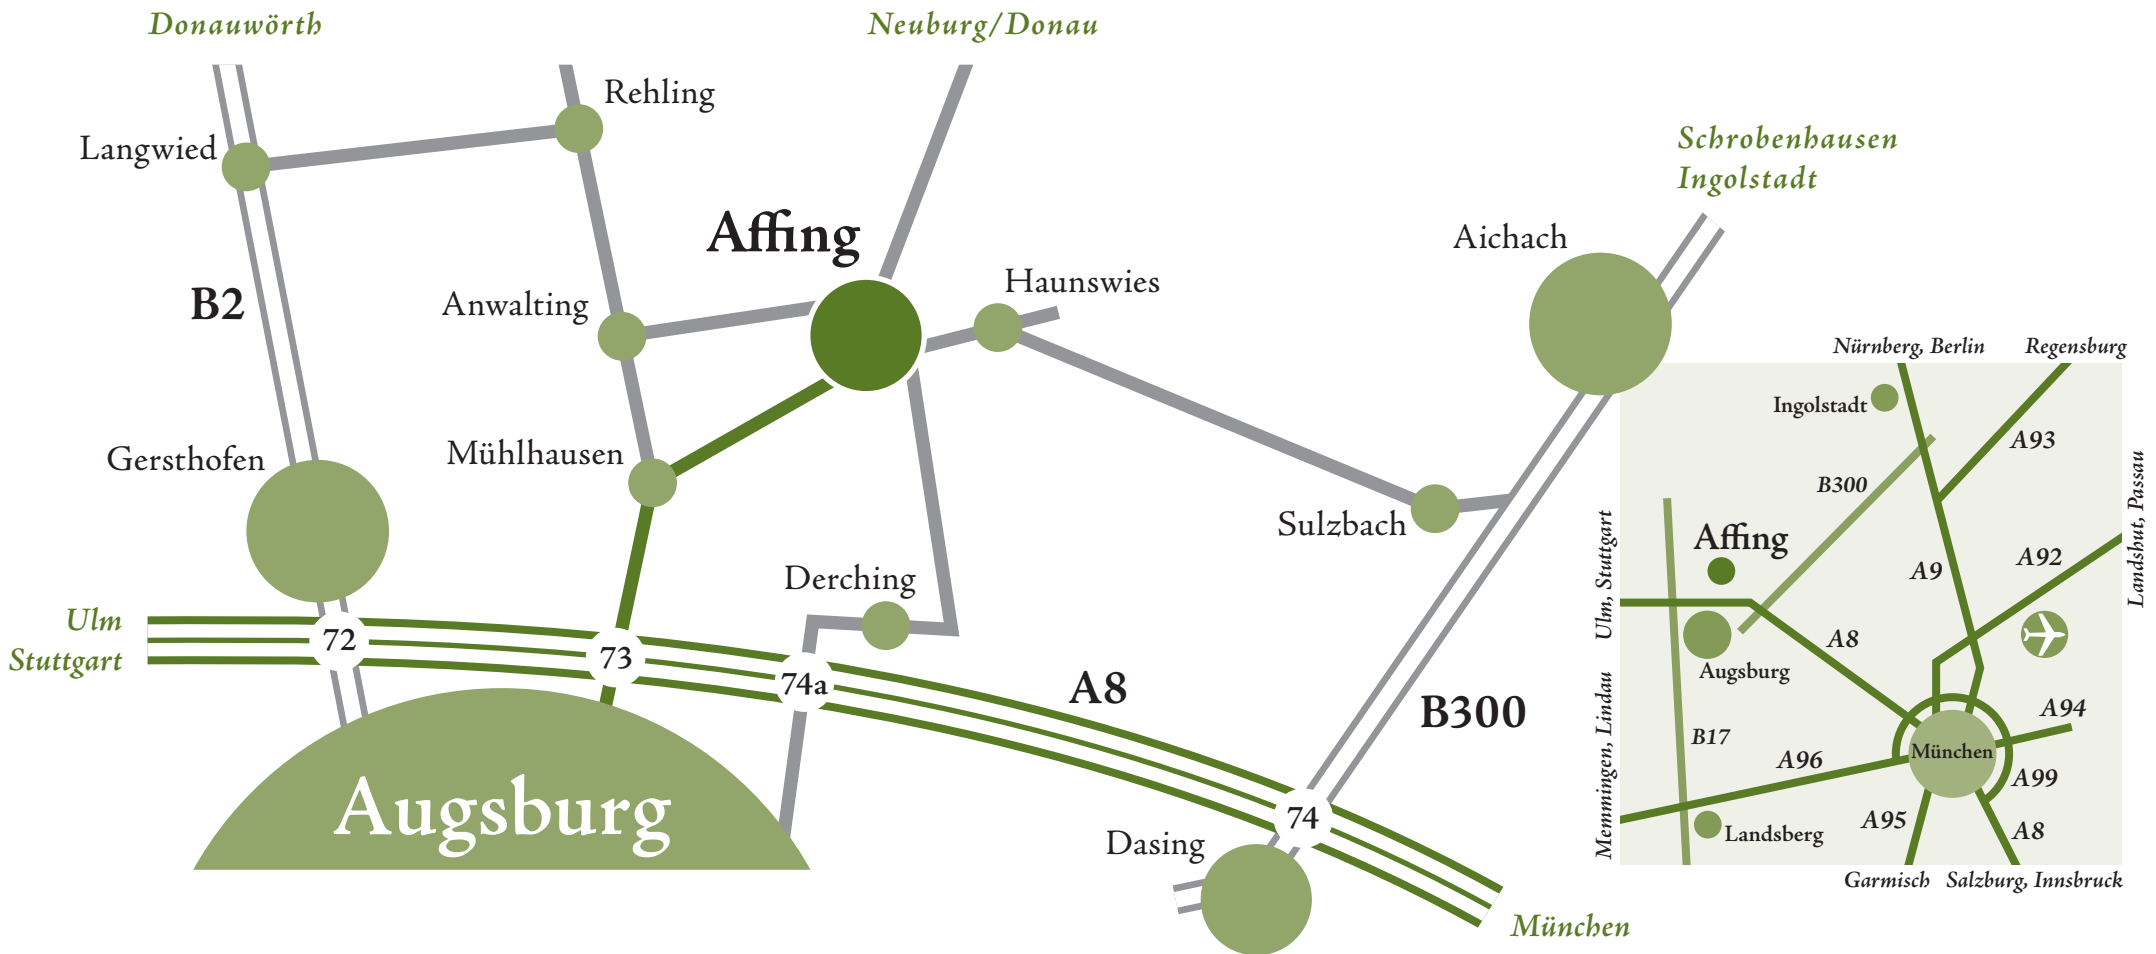 Donauwörth
Neuburg/Donau
Rehling
Langwied
Schrobenhausen
Ingolstadt
Affing
Aichach
Haunswies
B2
Anwalting
Gersthofen
Mühlhausen
Sulzbach
Derching
Ulm
Stuttgart
72
73
74a
A8
B300
74
Augsburg
Dasing
München
Nürnberg, Berlin
Regensburg
Ingolstadt
A93
B300
Landshut, Passau
Ulm, Stuttgart
Affing
A9
A92
A8
Augsburg
Memmingen, Lindau
B17
A94
München
A96
A99
A95
A8
Landsberg
Garmisch
Salzburg, Innsbruck